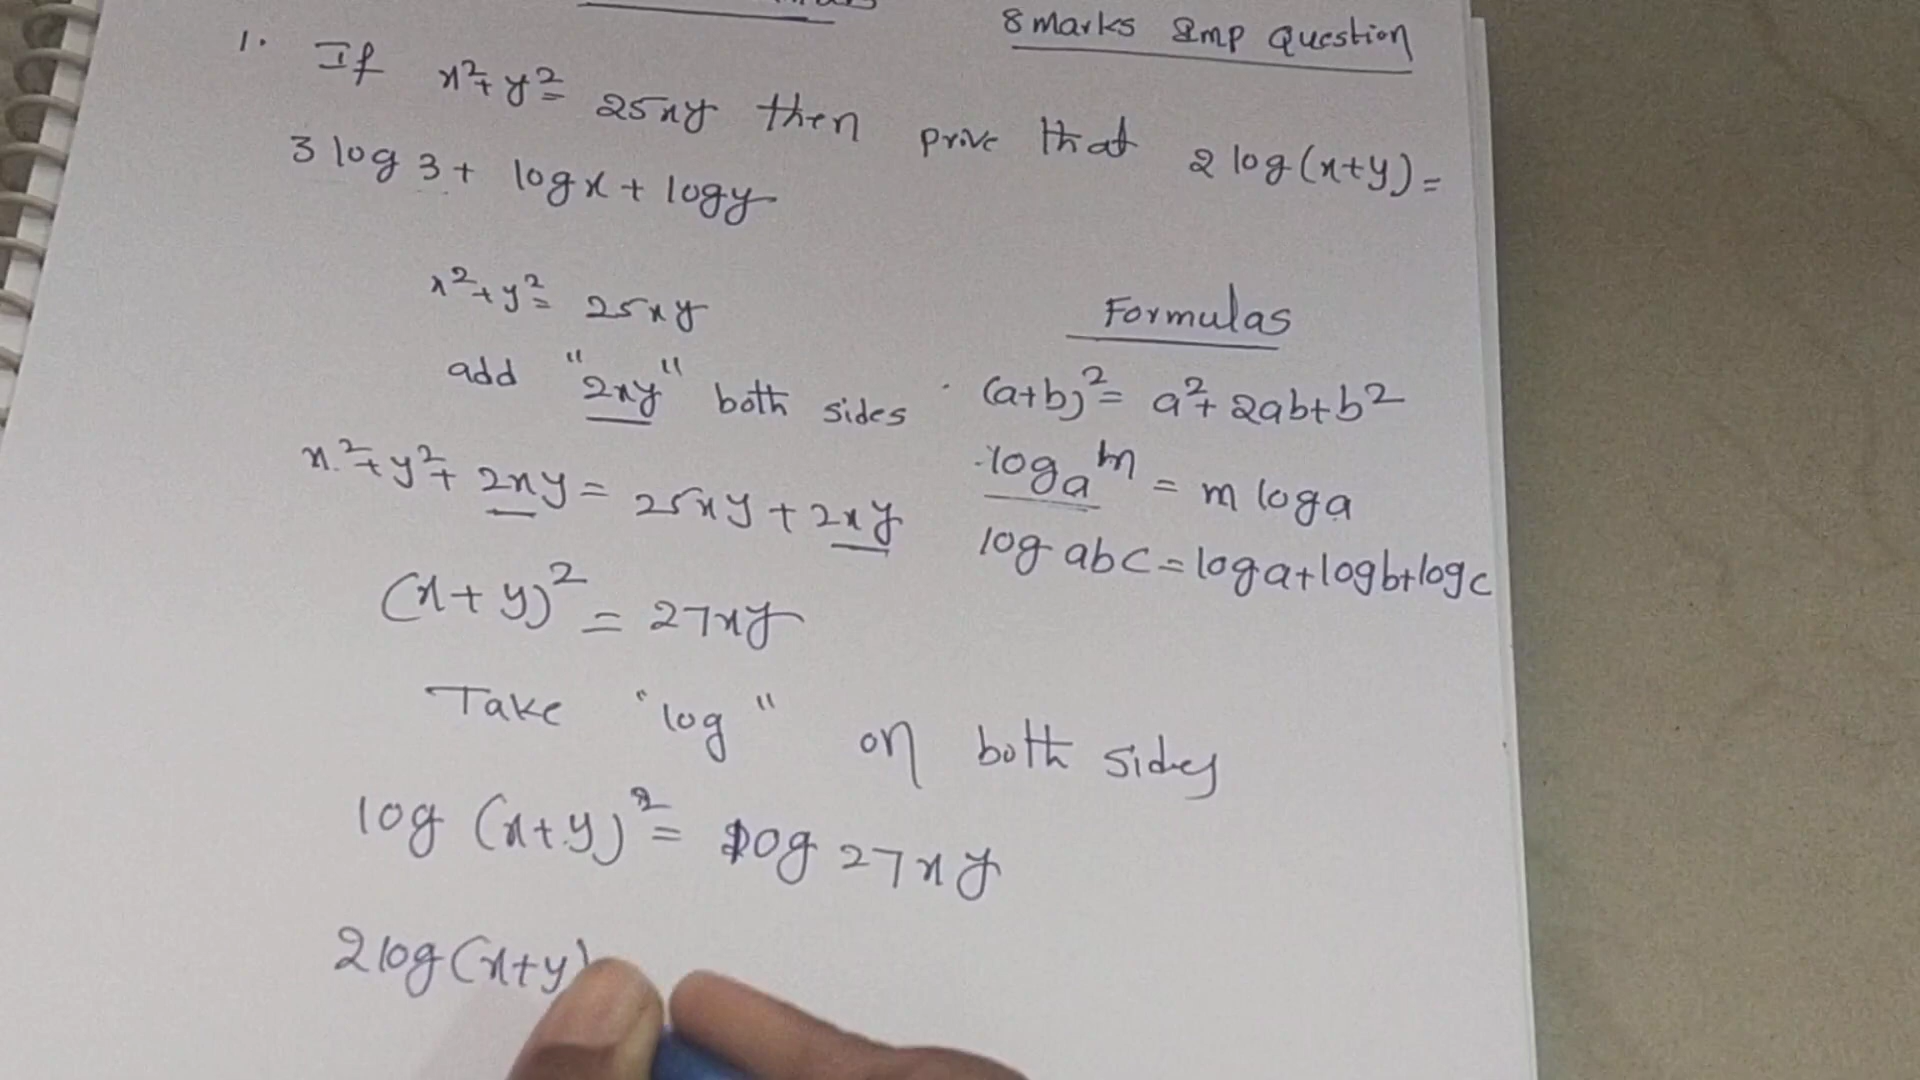 8 marks Imp Question
1. If x²+y²= 25xy then prove that 2 log(x+y)=
3 log 3 + log x + log y
x²+y²= 25xy
add "2xy" both sides
x²+y²+ 2xy = 25xy + 2xy
(x+y)² = 27xy
Take "log" on both sides
log (x+y)² = log 27xy
2log(x+y)
Formulas
(a+b)²= a²+2ab+b²
log a^m = m log a
log abc = log a+log b+log c